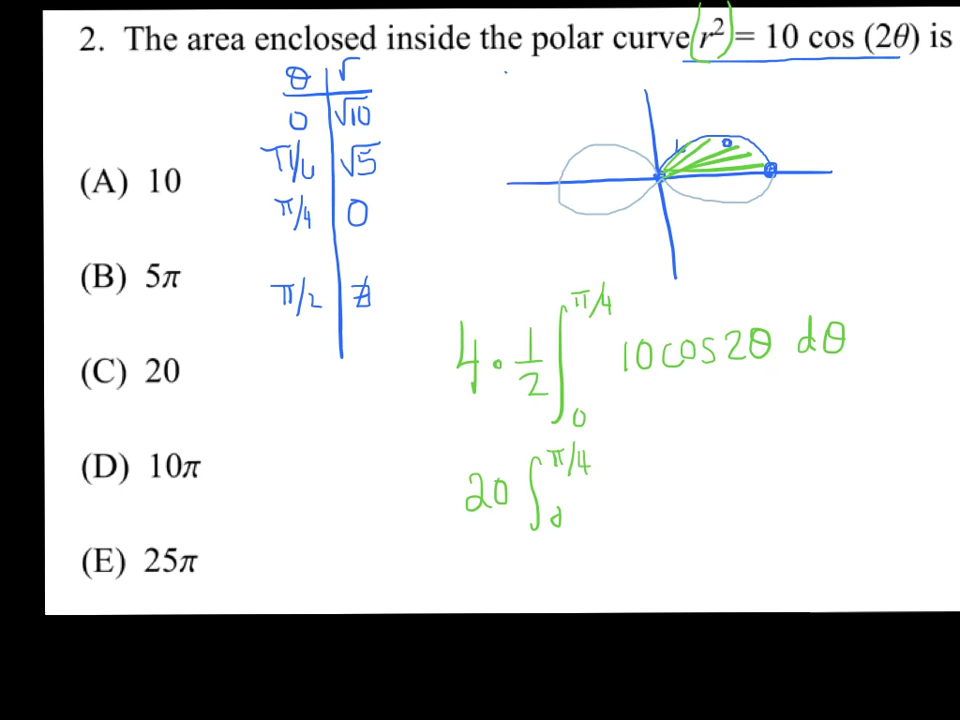 2. The area enclosed inside the polar curve r² = 10 cos (2θ) is
θ | r
0 | √10
(A) 10
π/6 | √5
π/4 | 0
(B) 5π
π/2 | ∄
4 · 1/2 ∫₀^π/4 10cos2θ dθ
(C) 20
(D) 10π
20 ∫₀^π/4
(E) 25π